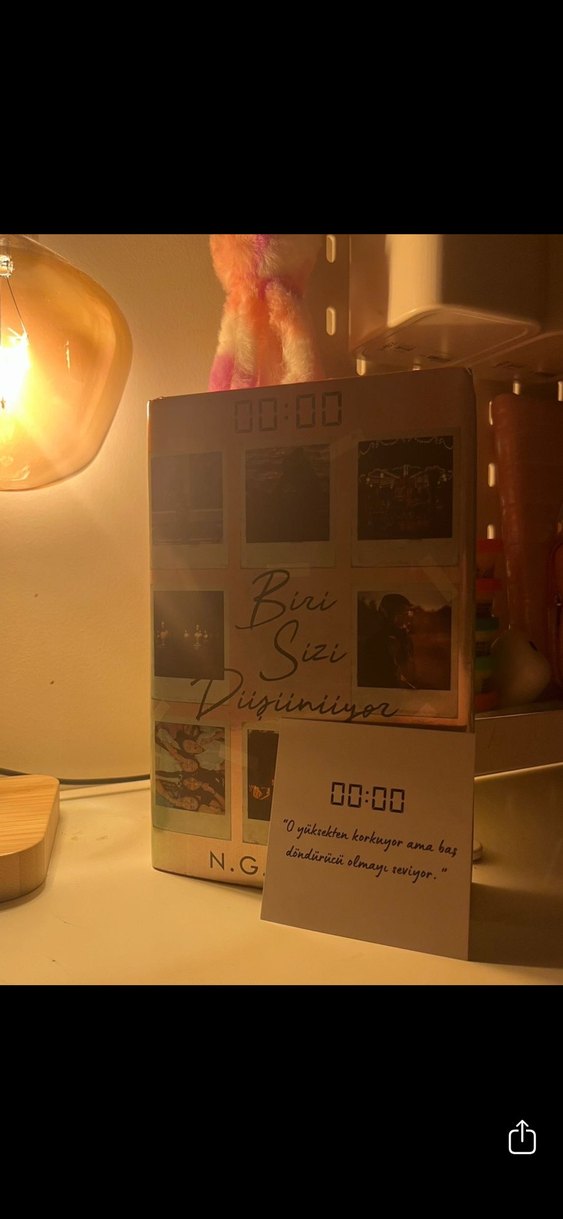 00:00
Biri
Sizi
Düşünüyor
N.G.
00:00
"O yüksekten korkuyor ama baş
döndürücü olmayı seviyor."